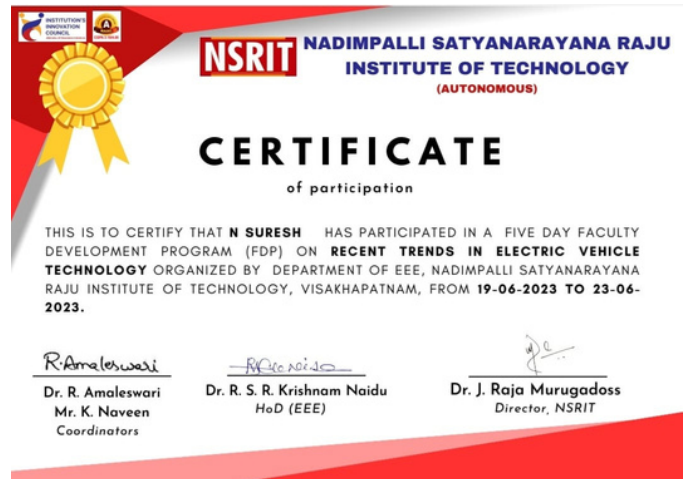 INSTITUTION'S
INNOVATION
COUNCIL
NSRIT
NADIMPALLI SATYANARAYANA RAJU
INSTITUTE OF TECHNOLOGY
(AUTONOMOUS)
CERTIFICATE
of participation
THIS IS TO CERTIFY THAT N SURESH HAS PARTICIPATED IN A FIVE DAY FACULTY
DEVELOPMENT PROGRAM (FDP) ON RECENT TRENDS IN ELECTRIC VEHICLE
TECHNOLOGY ORGANIZED BY DEPARTMENT OF EEE, NADIMPALLI SATYANARAYANA
RAJU INSTITUTE OF TECHNOLOGY, VISAKHAPATNAM, FROM 19-06-2023 TO 23-06-
2023.
R. Amaleswari
Dr. R. Amaleswari
Mr. K. Naveen
Coordinators
Dr. R. S. R. Krishnam Naidu
HoD (EEE)
Dr. J. Raja Murugadoss
Director, NSRIT